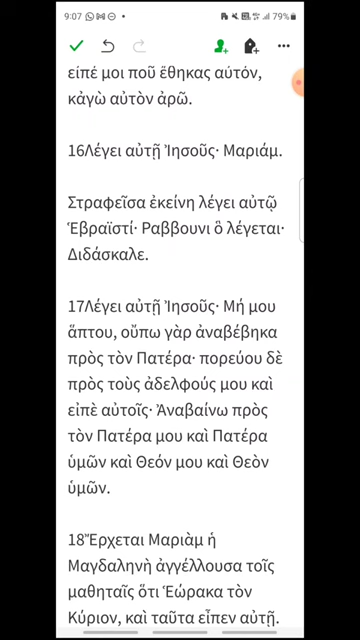 9:07
79%
εἰπέ μοι ποῦ ἔθηκας αὐτόν,
κἀγὼ αὐτὸν ἀρῶ.
16Λέγει αὐτῇ Ἰησοῦς· Μαριάμ.
Στραφεῖσα ἐκείνη λέγει αὐτῷ
Ἑβραϊστί· Ραββουνι ὃ λέγεται·
Διδάσκαλε.
17Λέγει αὐτῇ Ἰησοῦς· Μή μου
ἅπτου, οὔπω γὰρ ἀναβέβηκα
πρὸς τὸν Πατέρα· πορεύου δὲ
πρὸς τοὺς ἀδελφούς μου καὶ
εἰπὲ αὐτοῖς· Ἀναβαίνω πρὸς
τὸν Πατέρα μου καὶ Πατέρα
ὑμῶν καὶ Θεόν μου καὶ Θεὸν
ὑμῶν.
18Ἔρχεται Μαριὰμ ἡ
Μαγδαληνὴ ἀγγέλλουσα τοῖς
μαθηταῖς ὅτι Ἑώρακα τὸν
Κύριον, καὶ ταῦτα εἶπεν αὐτῇ.